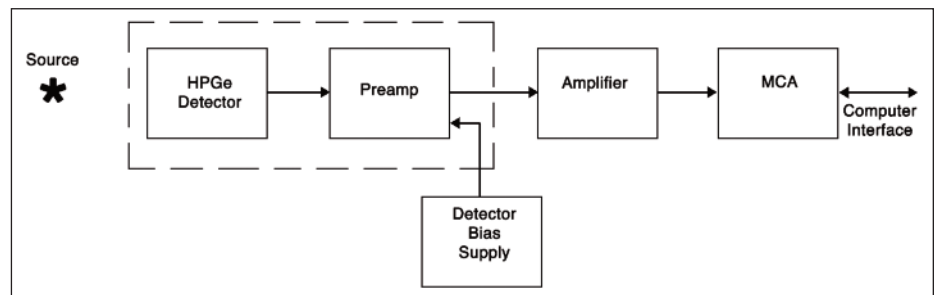 Source
HPGe
Detector
Preamp
Amplifier
MCA
Computer
Interface
Detector
Bias
Supply